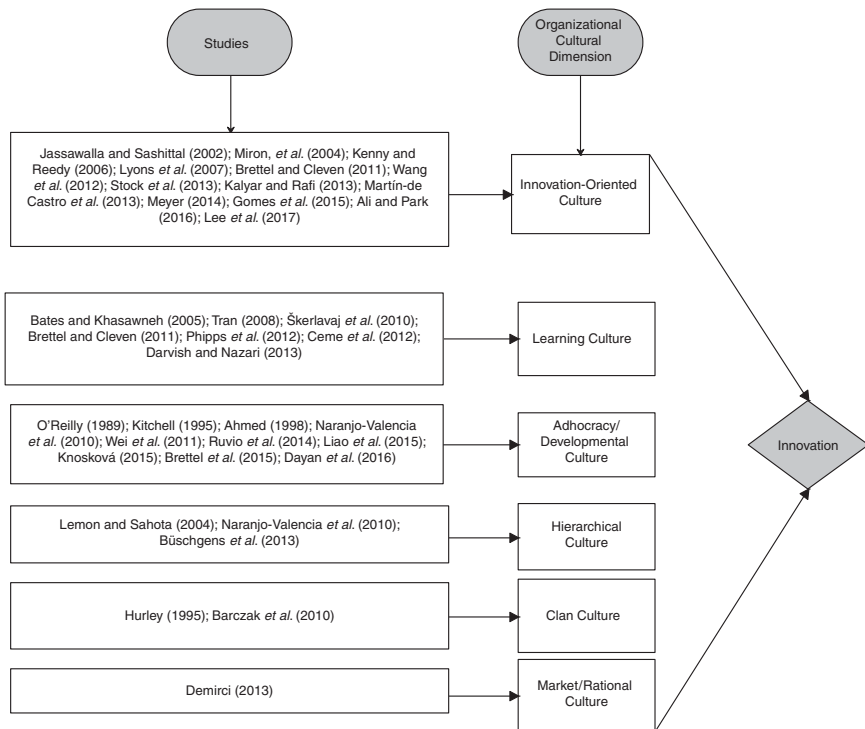 Studies
Organizational
Cultural
Dimension
Jassawalla and Sashittal (2002); Miron, et al. (2004); Kenny and
Reedy (2006); Lyons et al. (2007); Brettel and Cleven (2011); Wang
et al. (2012); Stock et al. (2013); Kalyar and Rafi (2013); Martín-de
Castro et al. (2013); Meyer (2014); Gomes et al. (2015); Ali and Park
(2016); Lee et al. (2017)
Innovation-Oriented
Culture
Bates and Khasawneh (2005); Tran (2008); Škerlavaj et al. (2010);
Brettel and Cleven (2011); Phipps et al. (2012); Ceme et al. (2012);
Darvish and Nazari (2013)
Learning Culture
O'Reilly (1989); Kitchell (1995); Ahmed (1998); Naranjo-Valencia
et al. (2010); Wei et al. (2011); Ruvio et al. (2014); Liao et al. (2015);
Knosková (2015); Brettel et al. (2015); Dayan et al. (2016)
Adhocracy/
Developmental
Culture
Innovation
Lemon and Sahota (2004); Naranjo-Valencia et al. (2010);
Büschgens et al. (2013)
Hierarchical
Culture
Hurley (1995); Barczak et al. (2010)
Clan Culture
Demirci (2013)
Market/Rational
Culture